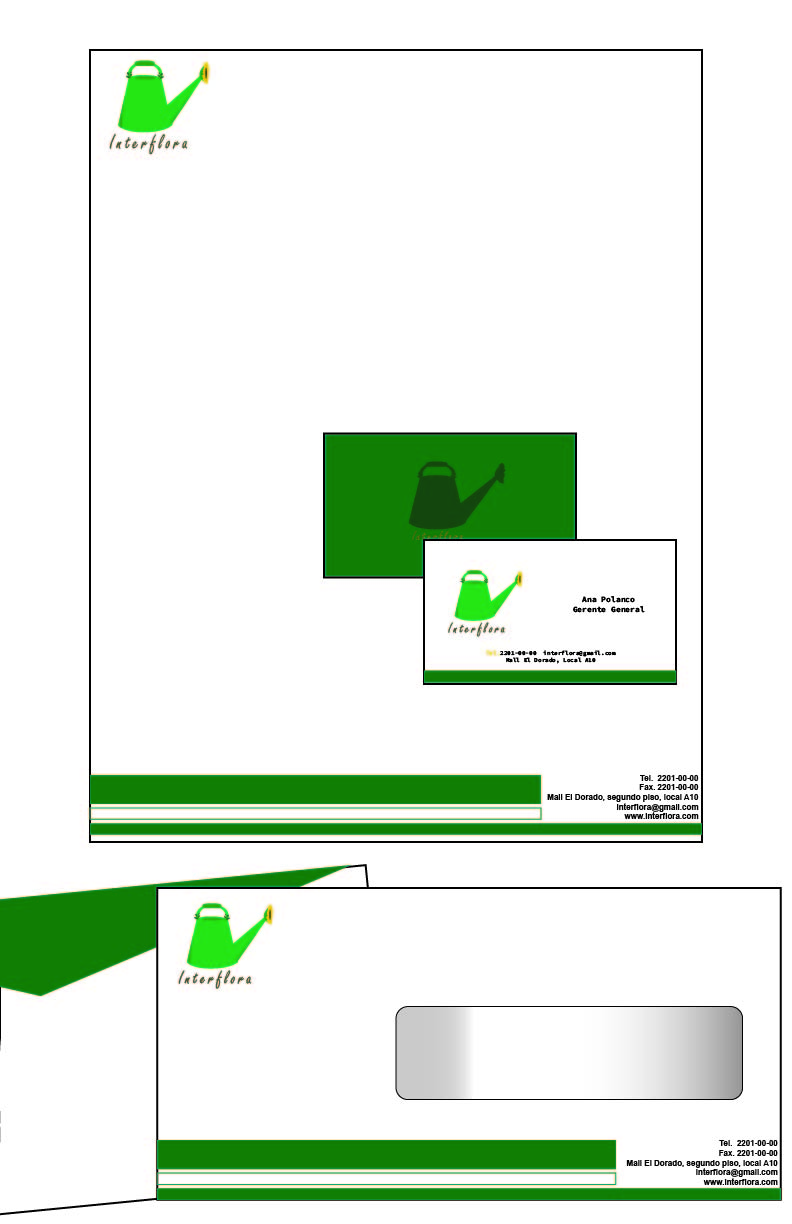 Interflora
Interflora
Ana Polanco
Gerente General
Interflora
Tel. 2201-00-00 interflora@gmail.com
Mall El Dorado, Local A10
Tel. 2201-00-00
Fax. 2201-00-00
Mall El Dorado, segundo piso, local A10
interflora@gmail.com
www.interflora.com
Interflora
Tel. 2201-00-00
Fax. 2201-00-00
Mall El Dorado, segundo piso, local A10
interflora@gmail.com
www.interflora.com